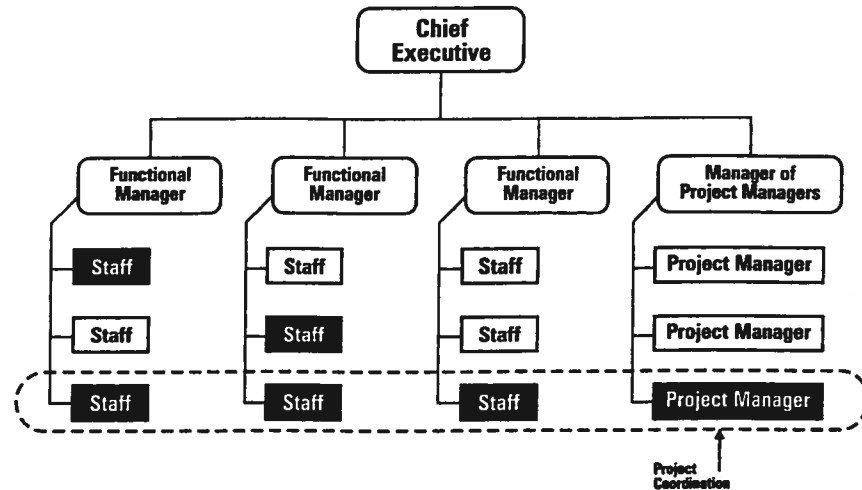 Chief
Executive
Functional
Manager
Functional
Manager
Functional
Manager
Manager of
Project Managers
Staff
Staff
Staff
Project Manager
Staff
Staff
Staff
Project Manager
Staff
Staff
Staff
Project Manager
Project
Coordination